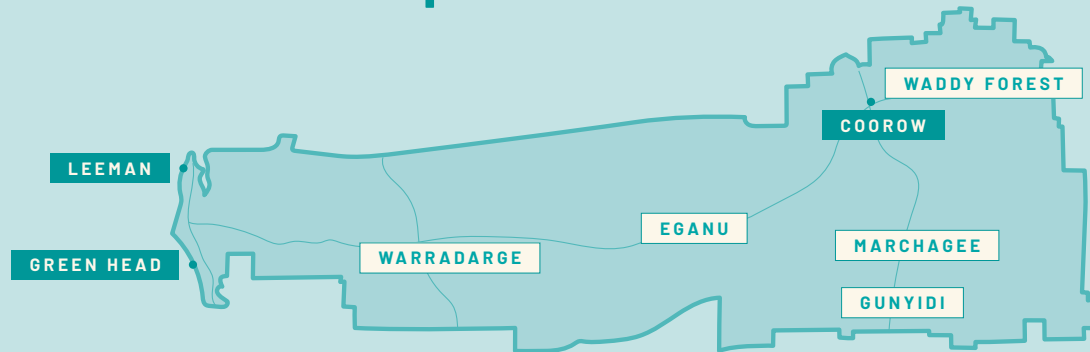 WADDY FOREST
COOROW
LEEMAN
EGANU
MARCHAGEE
WARRADARGE
GREEN HEAD
GUNYIDI